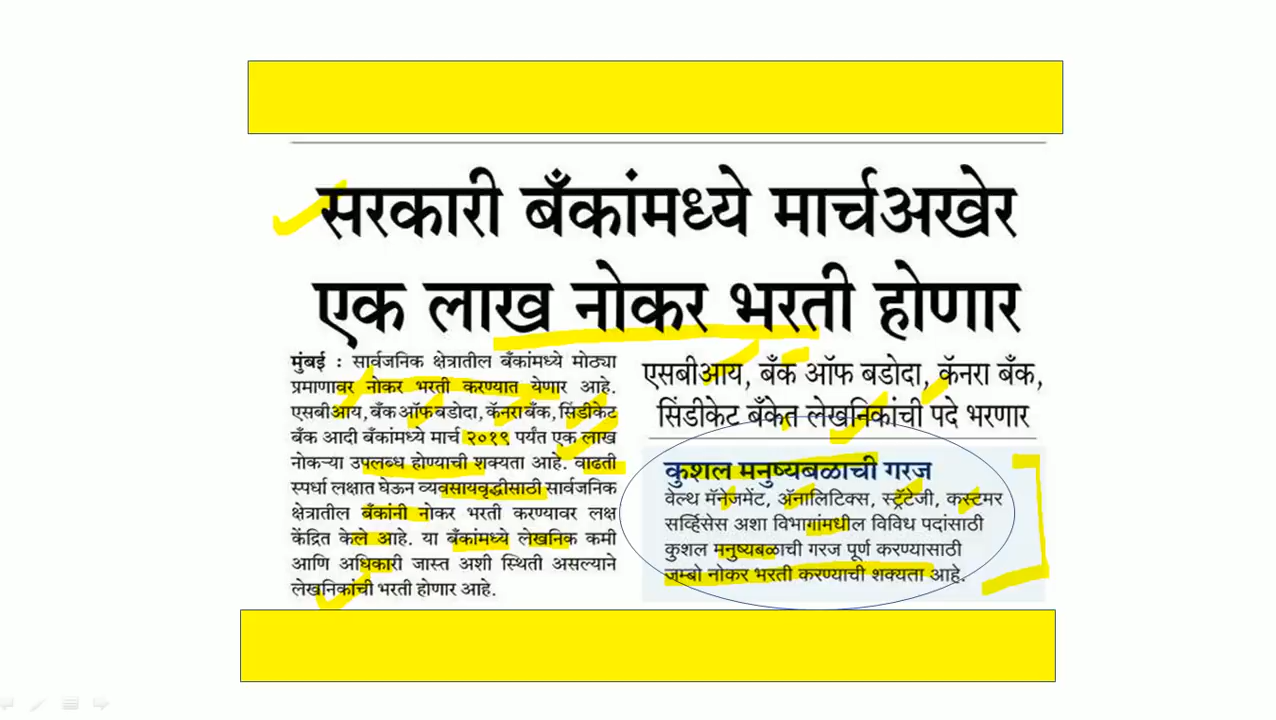 सरकारी बँकांमध्ये मार्चअखेर
एक लाख नोकर भरती होणार
मुंबई : सार्वजनिक क्षेत्रातील बँकांमध्ये मोठ्या
प्रमाणावर नोकर भरती करण्यात येणार आहे.
एसबीआय, बँक ऑफ बडोदा, कॅनरा बँक, सिंडीकेट
बँक आदी बँकांमध्ये मार्च २०१९ पर्यंत एक लाख
नोकऱ्या उपलब्ध होण्याची शक्यता आहे. वाढती
स्पर्धा लक्षात घेऊन व्यवसायवृद्धीसाठी सार्वजनिक
क्षेत्रातील बँकांनी नोकर भरती करण्यावर लक्ष
केंद्रित केले आहे. या बँकांमध्ये लेखनिक कमी
आणि अधिकारी जास्त अशी स्थिती असल्याने
लेखनिकांची भरती होणार आहे.
एसबीआय, बँक ऑफ बडोदा, कॅनरा बँक,
सिंडीकेट बँकेत लेखनिकांची पदे भरणार
कुशल मनुष्यबळाची गरज
वेल्थ मॅनेजमेंट, ॲनालिटिक्स, स्ट्रॅटेजी, कस्टमर
सर्व्हिसेस अशा विभागांमधील विविध पदांसाठी
कुशल मनुष्यबळाची गरज पूर्ण करण्यासाठी
जम्बो नोकर भरती करण्याची शक्यता आहे.